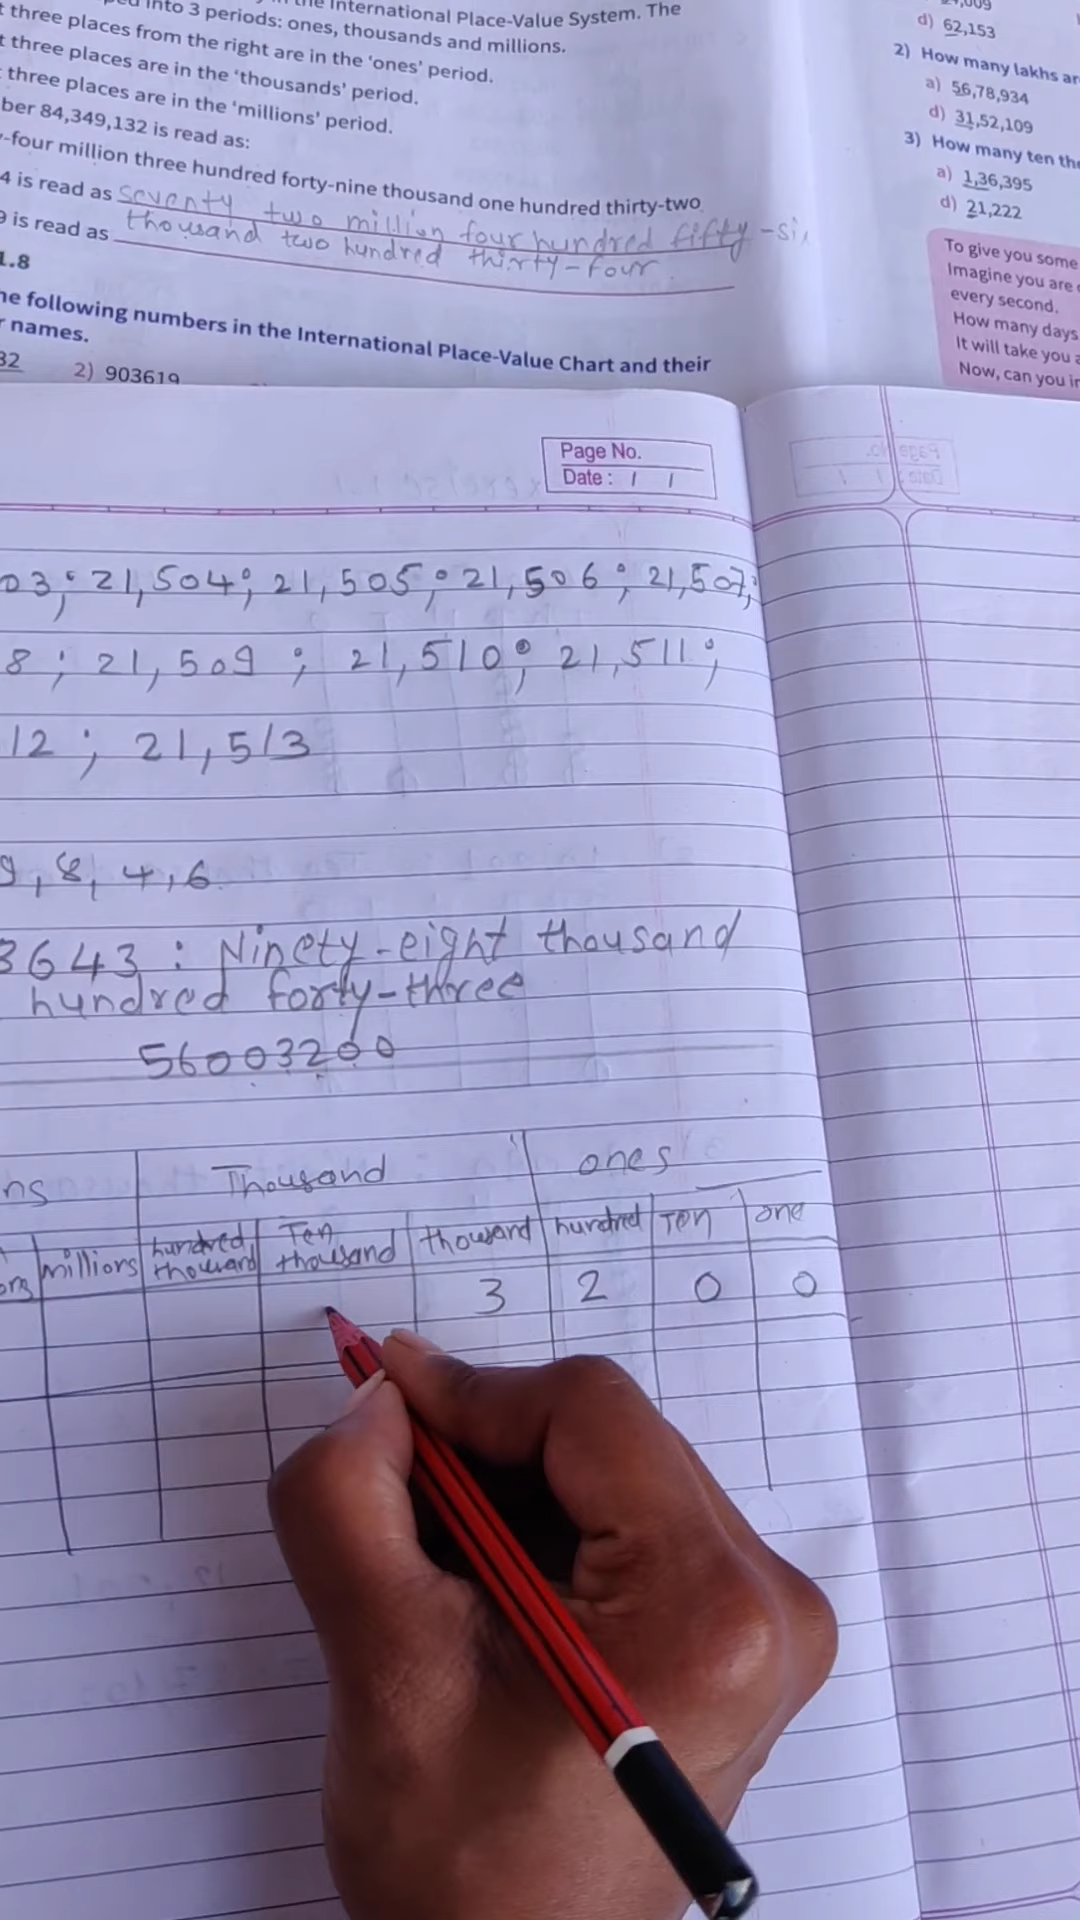 into 3 periods: ones, thousands and millions.
the International Place-Value System. The
three places from the right are in the 'ones' period.
three places are in the 'thousands' period.
three places are in the 'millions' period.
ber 84,349,132 is read as:
-four million three hundred forty-nine thousand one hundred thirty-two
4 is read as seventy two million four hundred fifty-si
9 is read as thousand two hundred thirty-four
1.8
he following numbers in the International Place-Value Chart and their
names.
32 2) 903619
d) 62,153
2) How many lakhs ar
a) 56,78,934
d) 31,52,109
3) How many ten the
a) 1,36,395
d) 21,222
To give you some
Imagine you are
every second.
How many days
It will take you a
Now, can you i
Page No.
Date : / /
03; 21,504; 21,505; 21,506; 21,507;
8; 21,509; 21,510; 21,511;
12; 21,513
9, 8, 4, 6
3643 : Ninety-eight thousand
hundred forty-three
56003200
ns Thousand ones
millions hundred thousand Ten thousand thousand hundred Ten one
3 2 0 0